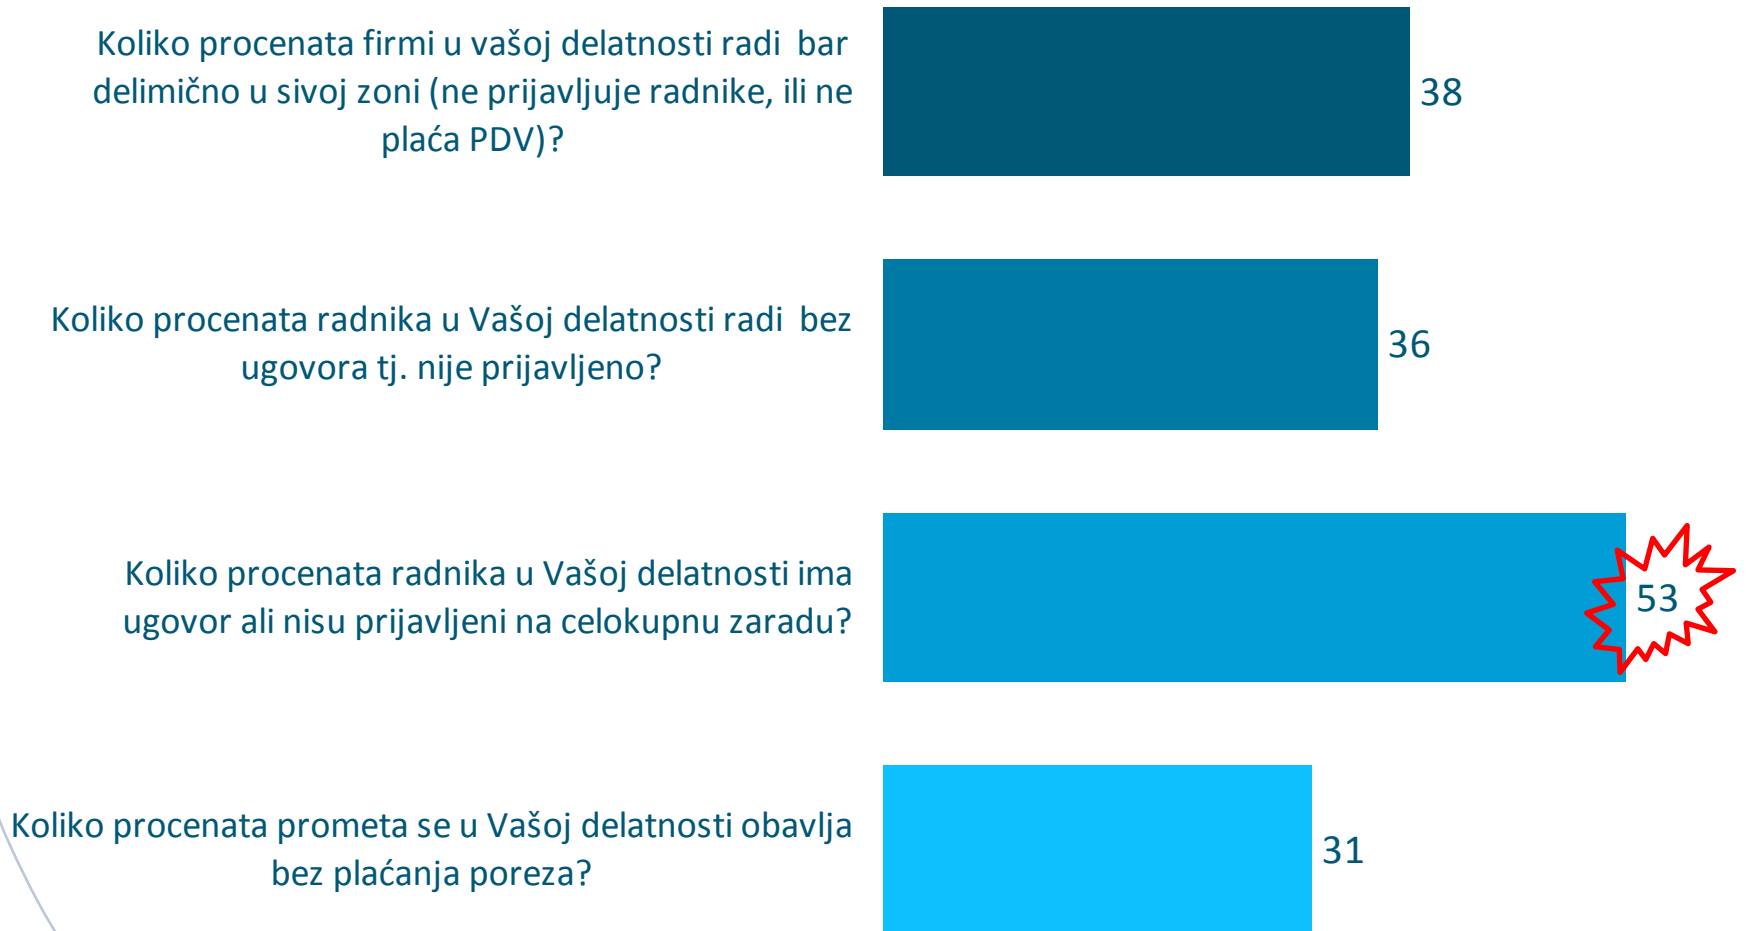 Koliko procenata firmi u vašoj delatnosti radi  bar
delimično u sivoj zoni (ne prijavljuje radnike, ili ne
plaća PDV)?
38
Koliko procenata radnika u Vašoj delatnosti radi  bez
ugovora tj. nije prijavljeno?
36
Koliko procenata radnika u Vašoj delatnosti ima
ugovor ali nisu prijavljeni na celokupnu zaradu?
53
Koliko procenata prometa se u Vašoj delatnosti obavlja
bez plaćanja poreza?
31